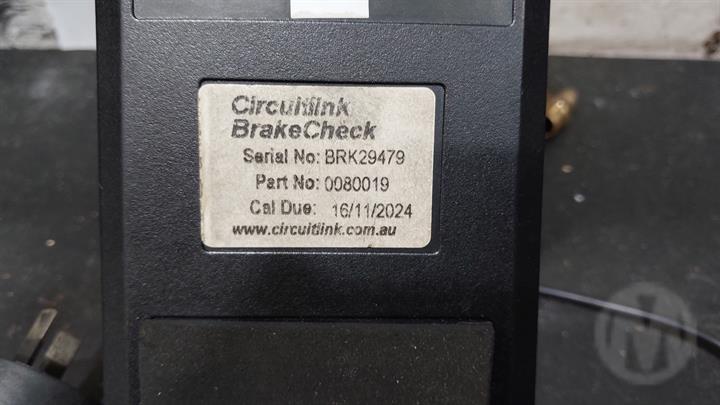 Circuitlink
BrakeCheck
Serial No: BRK29479
Part No: 0080019
Cal Due: 16/11/2024
www.circuitlink.com.au